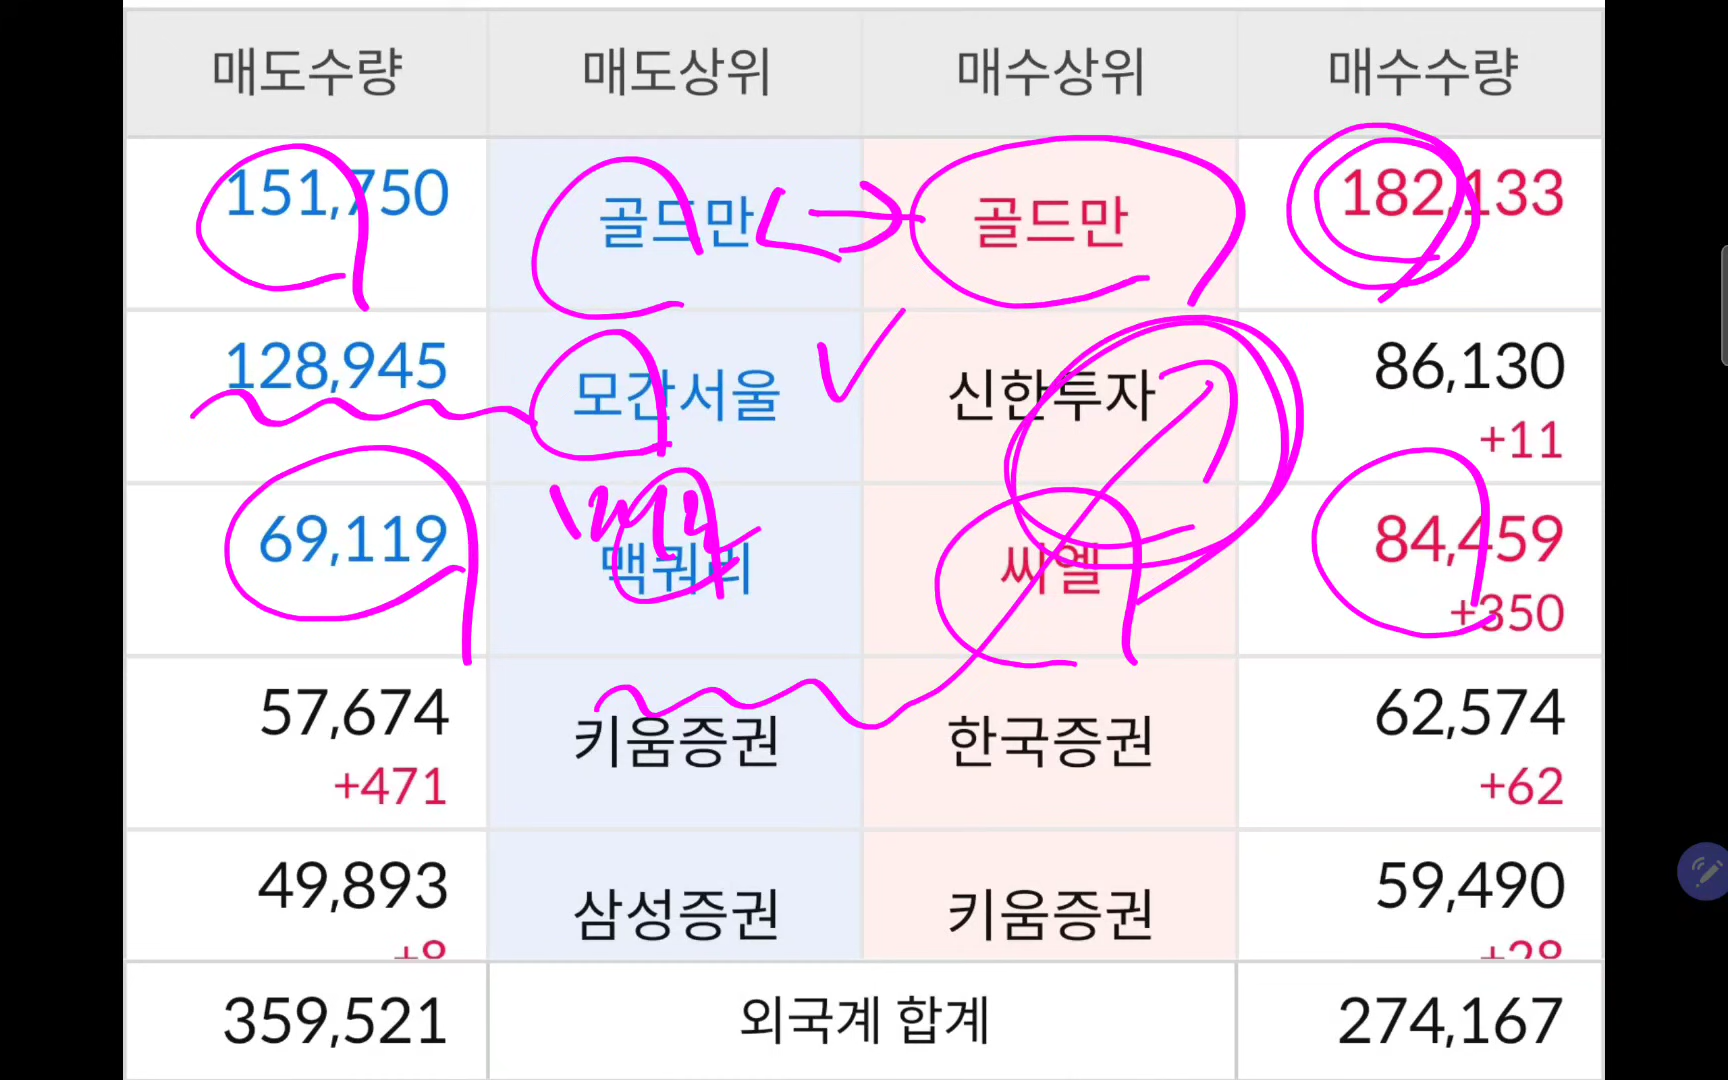 매도수량 매도상위 매수상위 매수수량
151,750 골드만 골드만 182,133
128,945 모간서울 신한투자 86,130
+11
69,119 맥쿼리 씨엘 84,459
+350
57,674 키움증권 한국증권 62,574
+471 +62
49,893 삼성증권 키움증권 59,490
+8 +28
359,521 외국계 합계 274,167